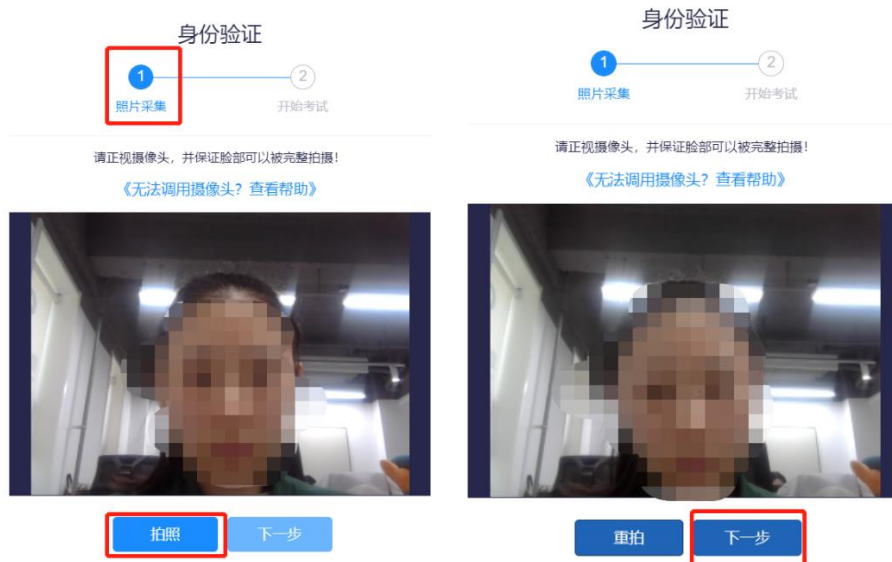 身份验证
1
2
照片采集
开始考试
请正视摄像头，并保证脸部可以被完整拍摄！
《无法调用摄像头？查看帮助》
拍照
下一步
身份验证
1
2
照片采集
开始考试
请正视摄像头，并保证脸部可以被完整拍摄！
《无法调用摄像头？查看帮助》
重拍
下一步